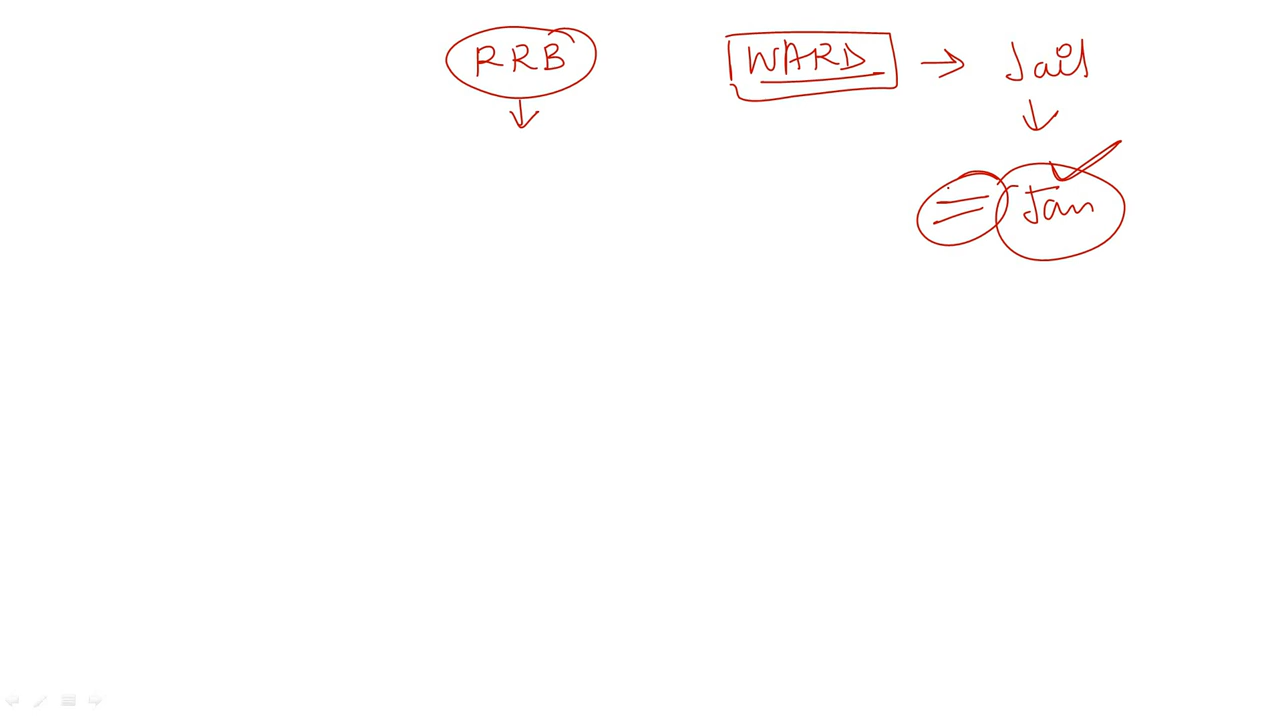 RRB WARD → Jail
= Jan